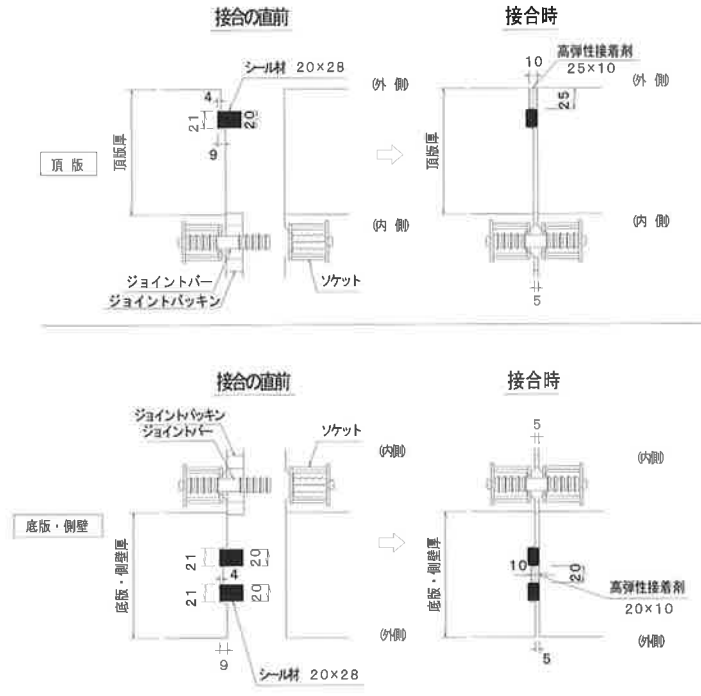 接合の直前
接合時
シール材 20×28
高弾性接着剤
25×10
10
(外 側)
(外 側)
4
21
20
25
9
頂版
頂版厚
頂版厚
(内 側)
(内 側)
ジョイントバー
ソケット
ジョイントパッキン
5
接合の直前
接合時
ジョイントパッキン
ジョイントバー
ソケット
5
(内側)
(内側)
底版・側壁
底版・側壁厚
底版・側壁厚
21
20
4
21
20
10
20
高弾性接着剤
20×10
(外側)
(外側)
9
5
シール材 20×28